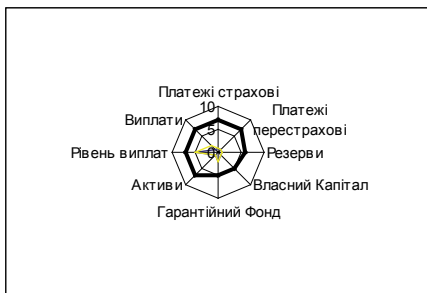 Платежі страхові
Платежі
перестрахові
Резерви
Власний Капітал
Гарантійний Фонд
Активи
Рівень виплат
Виплати
10
5
0